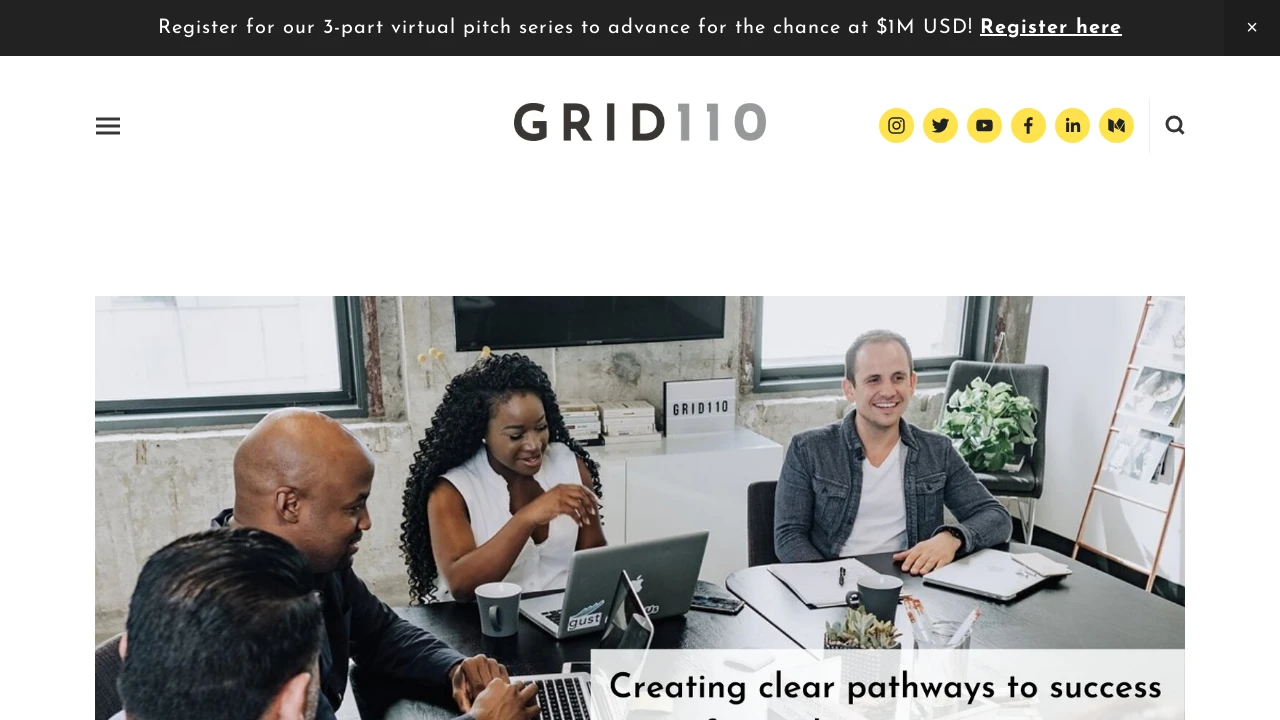 Register for our 3-part virtual pitch series to advance for the chance at $1M USD! Register here
GRID110
GRID110
gust
Creating clear pathways to success